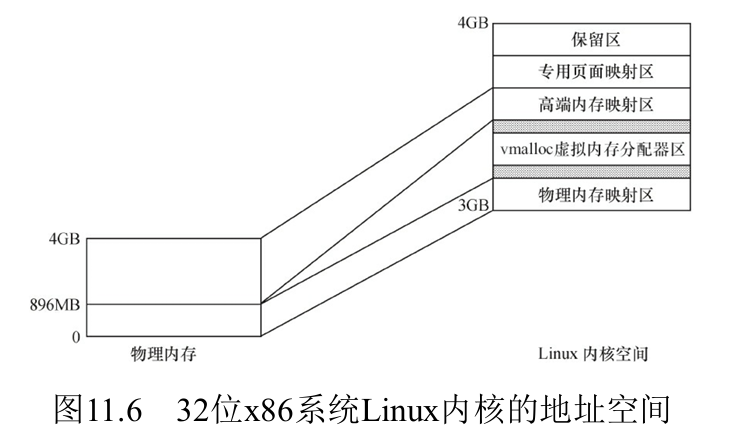 4GB
保留区
专用页面映射区
高端内存映射区
vmalloc虚拟内存分配器区
3GB
物理内存映射区
4GB
896MB
0
物理内存
Linux 内核空间
图11.6 32位x86系统Linux内核的地址空间